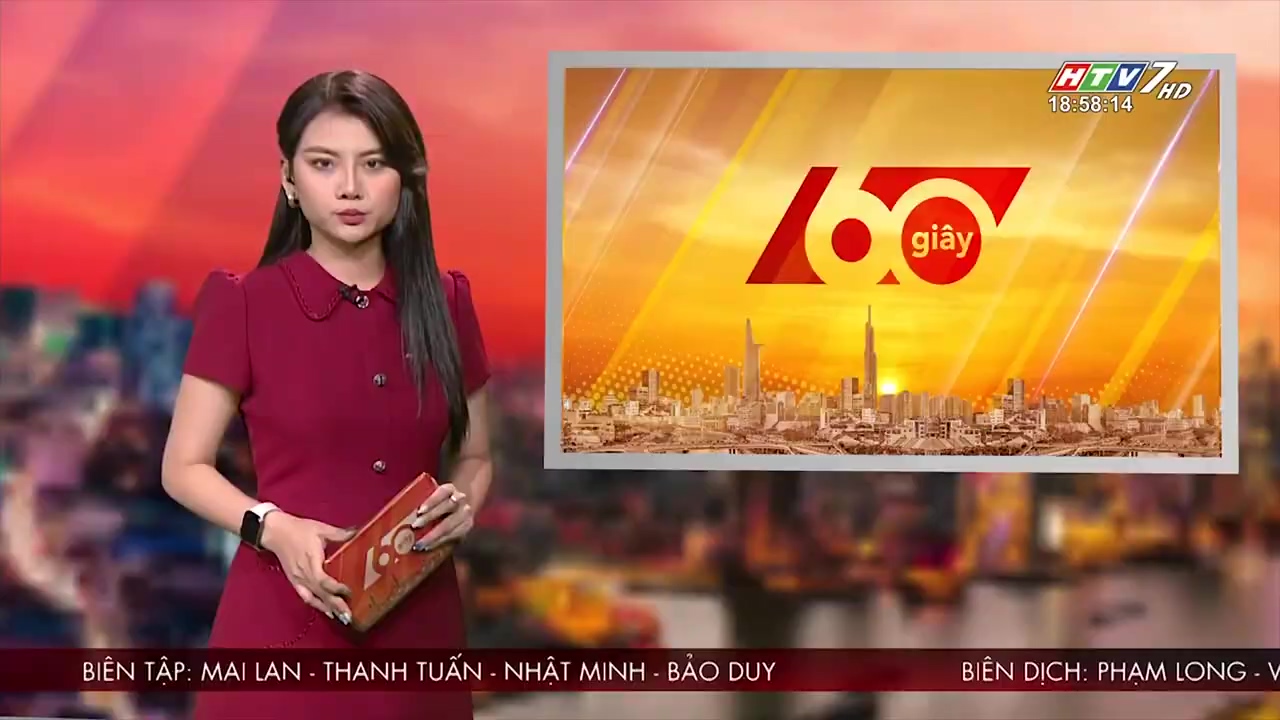 HTV7 HD
18:58:14
60 giây
60
BIÊN TẬP: MAI LAN - THANH TUẤN - NHẬT MINH - BẢO DUY
BIÊN DỊCH: PHẠM LONG - V